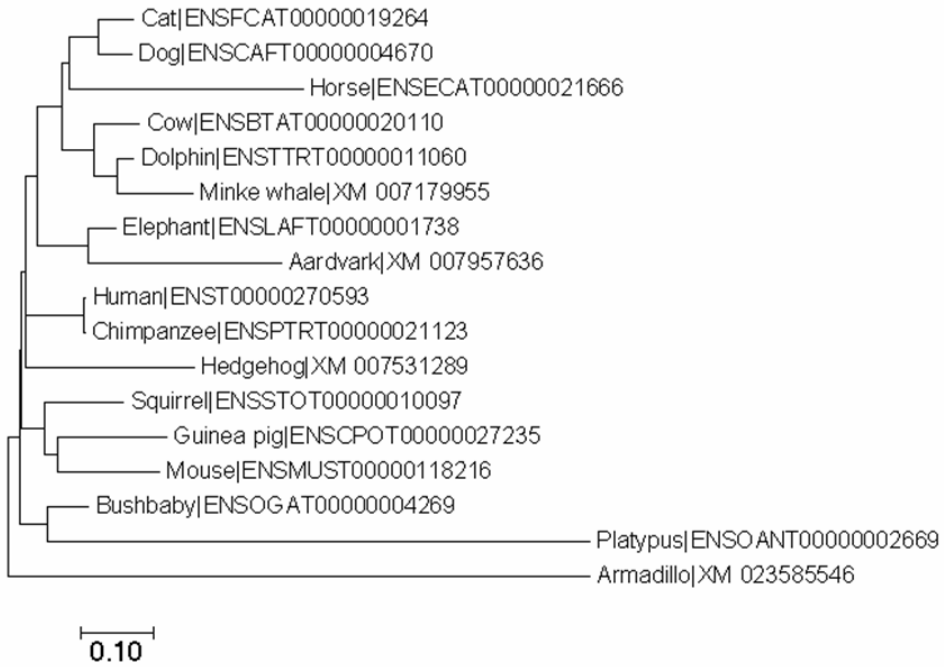 Cat|ENSFCAT00000019264
Dog|ENSCAFT00000004670
Horse|ENSECAT00000021666
Cow|ENSBTAT00000020110
Dolphin|ENSTTRT00000011060
Minke whale|XM 007179955
Elephant|ENSLAFT00000001738
Aardvark|XM 007957636
Human|ENST00000270593
Chimpanzee|ENSPTRT00000021123
Hedgehog|XM 007531289
Squirrel|ENSSTOT00000010097
Guinea pig|ENSCPOT00000027235
Mouse|ENSMUST00000118216
Bushbaby|ENSOGAT00000004269
Platypus|ENSOANT00000002669
Armadillo|XM 023585546
0.10